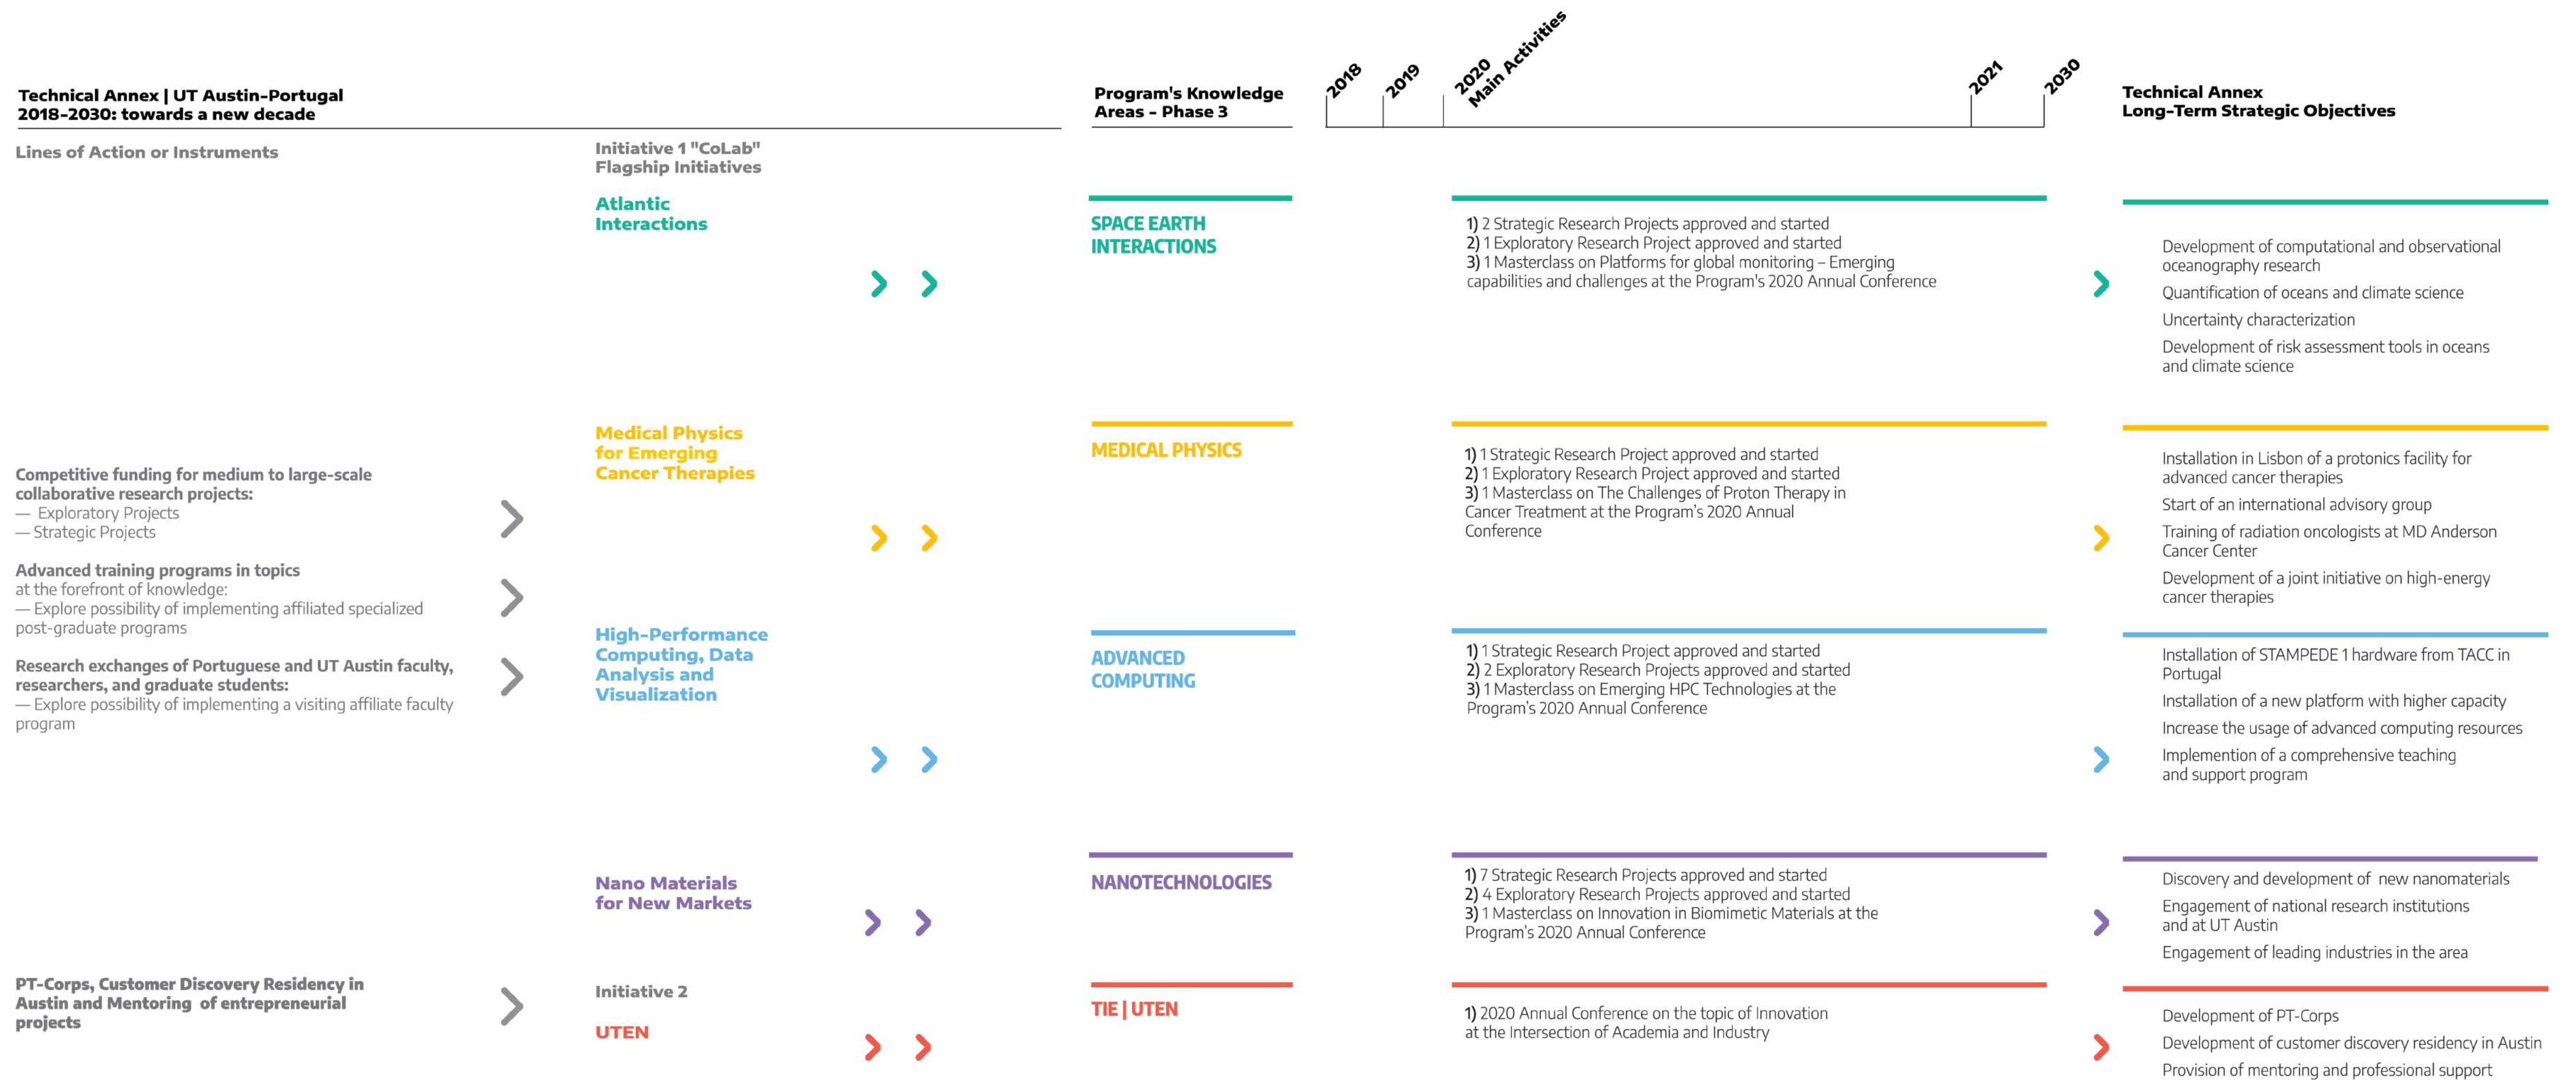 Technical Annex | UT Austin-Portugal
2018-2030: towards a new decade
Program's Knowledge
Areas - Phase 3
2018
2019
2020
Main Activities
2021
2030
Technical Annex
Long-Term Strategic Objectives
Lines of Action or Instruments
Initiative 1 "CoLab"
Flagship Initiatives
Atlantic
Interactions
SPACE EARTH
INTERACTIONS
1) 2 Strategic Research Projects approved and started
2) 1 Exploratory Research Project approved and started
3) 1 Masterclass on Platforms for global monitoring – Emerging
capabilities and challenges at the Program's 2020 Annual Conference
Development of computational and observational
oceanography research
Quantification of oceans and climate science
Uncertainty characterization
Development of risk assessment tools in oceans
and climate science
Competitive funding for medium to large-scale
collaborative research projects:
— Exploratory Projects
— Strategic Projects
Advanced training programs in topics
at the forefront of knowledge:
— Explore possibility of implementing affiliated specialized
post-graduate programs
Research exchanges of Portuguese and UT Austin faculty,
researchers, and graduate students:
— Explore possibility of implementing a visiting affiliate faculty
program
Medical Physics
for Emerging
Cancer Therapies
MEDICAL PHYSICS
1) 1 Strategic Research Project approved and started
2) 1 Exploratory Research Project approved and started
3) 1 Masterclass on The Challenges of Proton Therapy in
Cancer Treatment at the Program's 2020 Annual
Conference
Installation in Lisbon of a protonics facility for
advanced cancer therapies
Start of an international advisory group
Training of radiation oncologists at MD Anderson
Cancer Center
Development of a joint initiative on high-energy
cancer therapies
High-Performance
Computing, Data
Analysis and
Visualization
ADVANCED
COMPUTING
1) 1 Strategic Research Project approved and started
2) 2 Exploratory Research Projects approved and started
3) 1 Masterclass on Emerging HPC Technologies at the
Program's 2020 Annual Conference
Installation of STAMPEDE 1 hardware from TACC in
Portugal
Installation of a new platform with higher capacity
Increase the usage of advanced computing resources
Implemention of a comprehensive teaching
and support program
Nano Materials
for New Markets
NANOTECHNOLOGIES
1) 7 Strategic Research Projects approved and started
2) 4 Exploratory Research Projects approved and started
3) 1 Masterclass on Innovation in Biomimetic Materials at the
Program's 2020 Annual Conference
Discovery and development of new nanomaterials
Engagement of national research institutions
and at UT Austin
Engagement of leading industries in the area
PT-Corps, Customer Discovery Residency in
Austin and Mentoring of entrepreneurial
projects
Initiative 2
UTEN
TIE | UTEN
1) 2020 Annual Conference on the topic of Innovation
at the Intersection of Academia and Industry
Development of PT-Corps
Development of customer discovery residency in Austin
Provision of mentoring and professional support